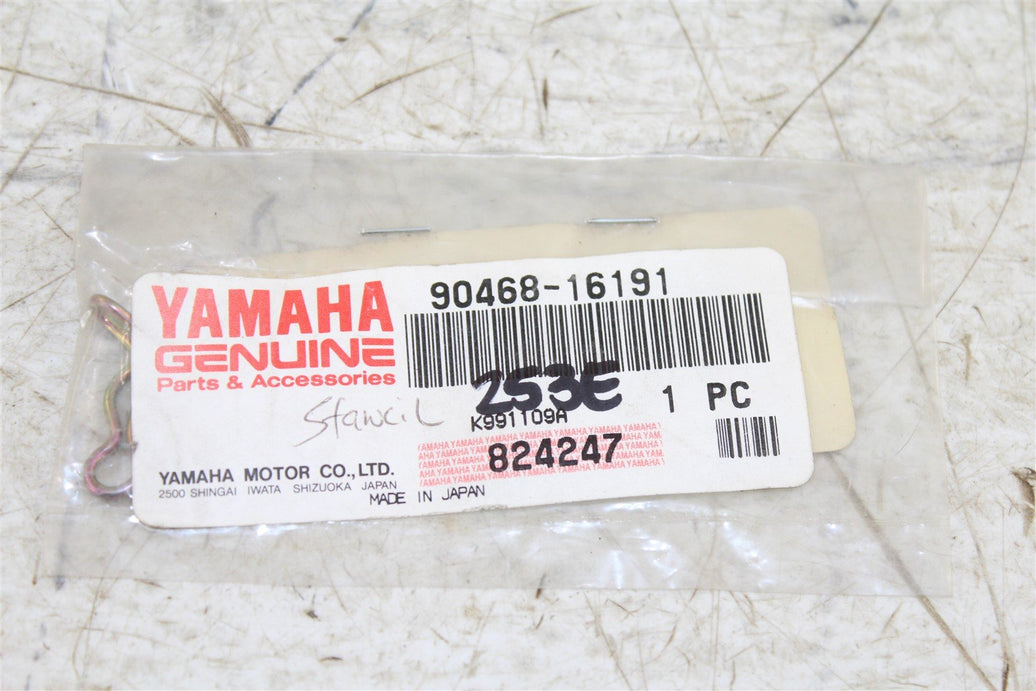 YAMAHA
GENUINE
Parts & Accessories
90468-16191
253E
1 PC
K991109A
824247
YAMAHA MOTOR CO.,LTD.
2500 SHINGAI IWATA SHIZUOKA JAPAN
MADE IN JAPAN